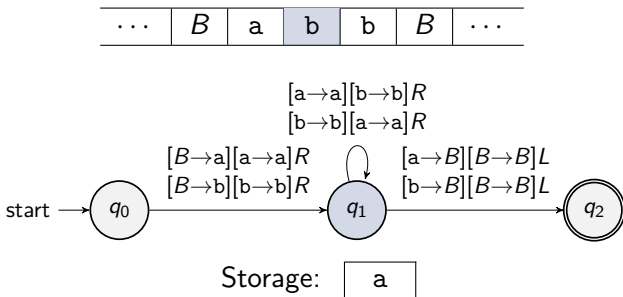 ··· B a b b B ···
[a→a][b→b]R
[b→b][a→a]R
[B→a][a→a]R
[B→b][b→b]R
[a→B][B→B]L
[b→B][B→B]L
start q₀ q₁ q₂
Storage: a